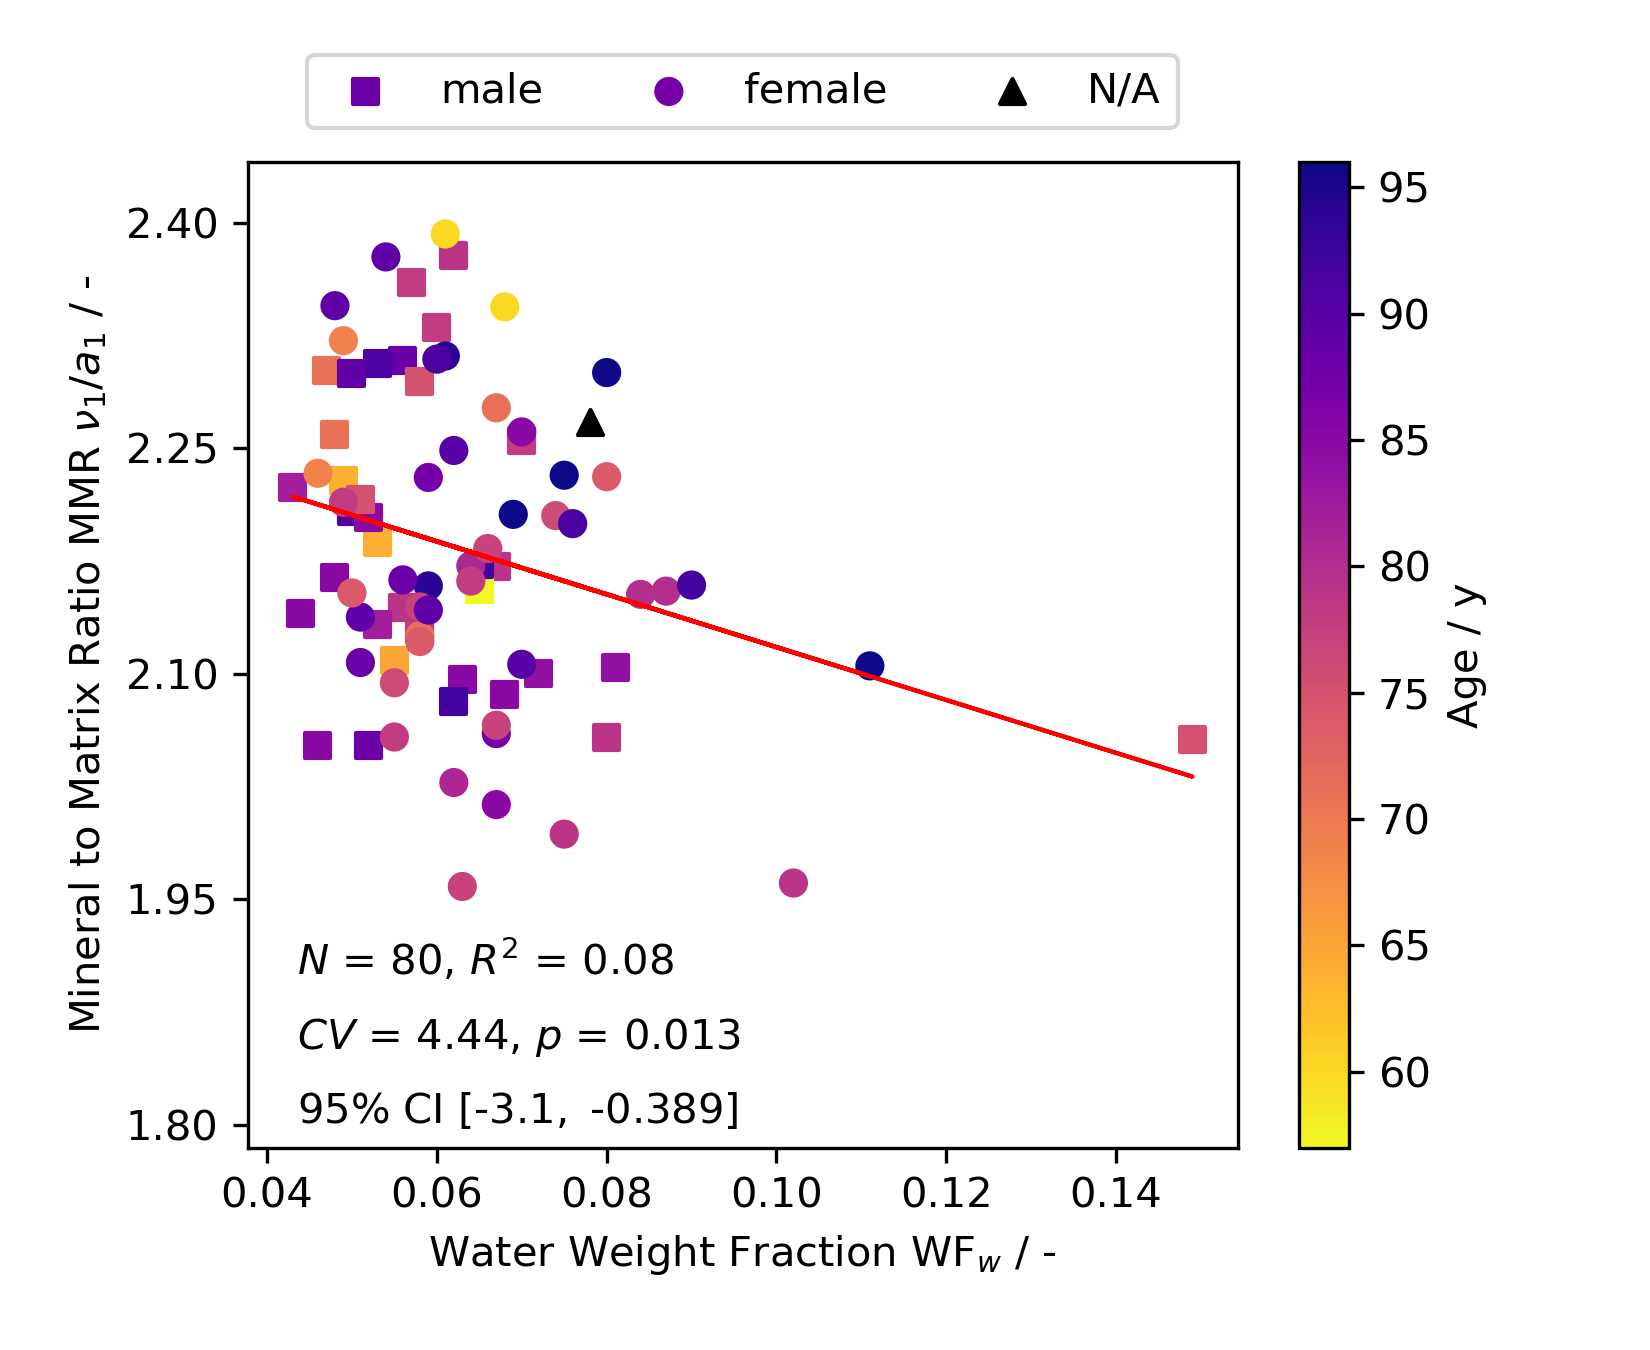 male female N/A
2.40
2.25
2.10
1.95
1.80
Mineral to Matrix Ratio MMR ν₁/a₁ / -
N = 80, R² = 0.08
CV = 4.44, p = 0.013
95% CI [-3.1, -0.389]
0.04 0.06 0.08 0.10 0.12 0.14
Water Weight Fraction WF_w / -
95
90
85
80
75
70
65
60
Age / y